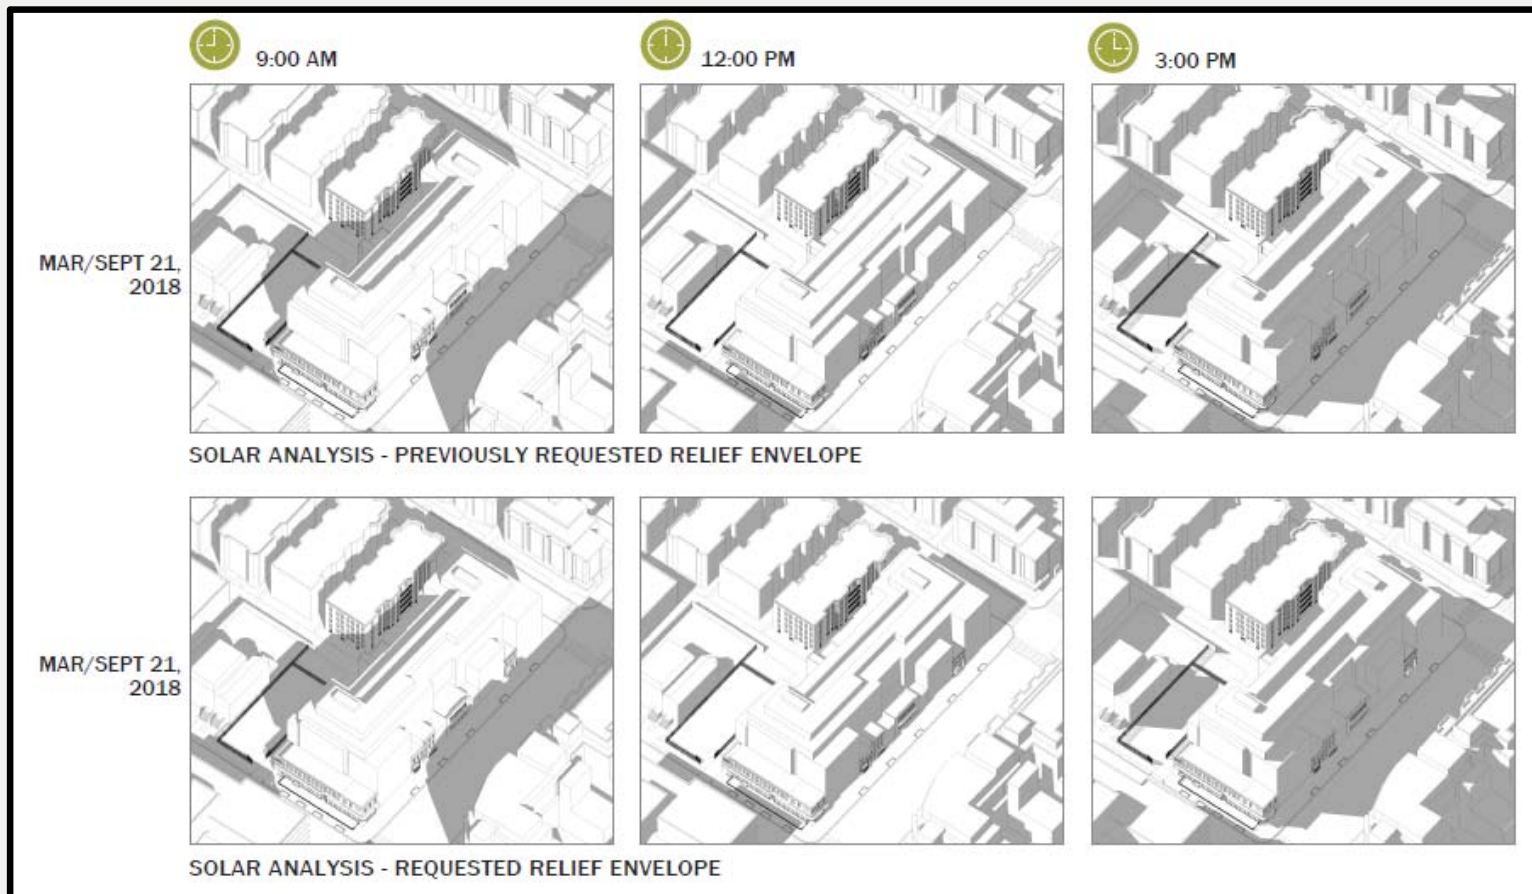 9:00 AM
12:00 PM
3:00 PM
MAR/SEPT 21,
2018
SOLAR ANALYSIS - PREVIOUSLY REQUESTED RELIEF ENVELOPE
MAR/SEPT 21,
2018
SOLAR ANALYSIS - REQUESTED RELIEF ENVELOPE